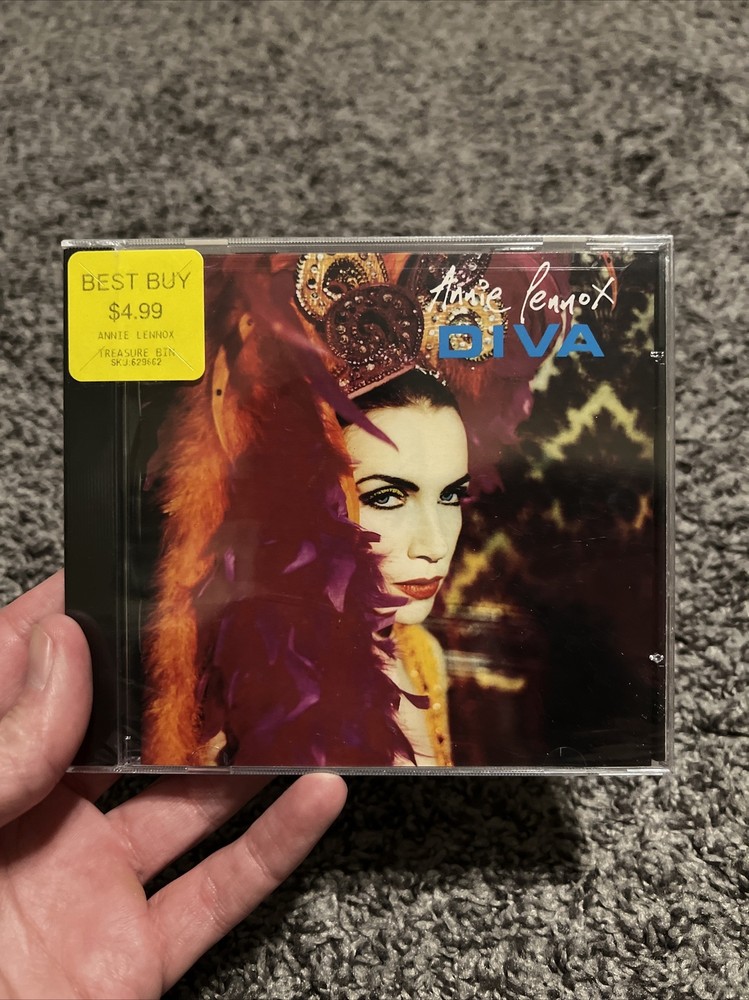 BEST BUY
$4.99
ANNIE LENNOX
TREASURE BIN
SKU:629662
Annie Lennox
DIVA